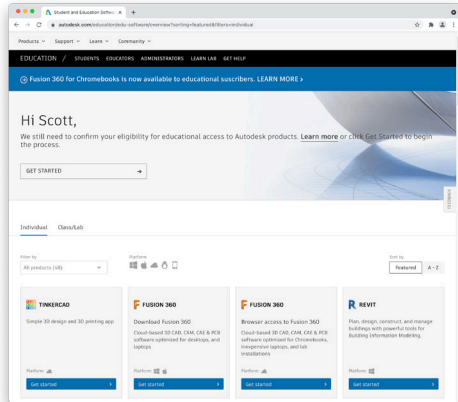 Student and Education Softw
autodesk.com/education/edu-software/overview?sorting=featured&filters=individual
Products Support Learn Community
EDUCATION / STUDENTS EDUCATORS ADMINISTRATORS LEARN LAB GET HELP
Fusion 360 for Chromebooks is now available to educational suscribers. LEARN MORE >
Hi Scott,
We still need to confirm your eligibility for educational access to Autodesk products. Learn more or click Get Started to begin
the process.
GET STARTED
Individual Class/Lab
Filter by Platform Sort by
All products (48) Featured A - Z
TINKERCAD
Simple 3D design and 3D printing app
Platform:
Get started
FUSION 360
Download Fusion 360
Cloud-based 3D CAD, CAM, CAE & PCB
software optimized for desktops, and
laptops
Platform:
Get started
FUSION 360
Browser access to Fusion 360
Cloud-based 3D CAD, CAM, CAE & PCB
software optimized for Chromebooks,
inexpensive laptops, and lab
installations
Platform:
Get started
REVIT
Plan, design, construct, and manage
buildings with powerful tools for
Building Information Modeling.
Platform:
Get started